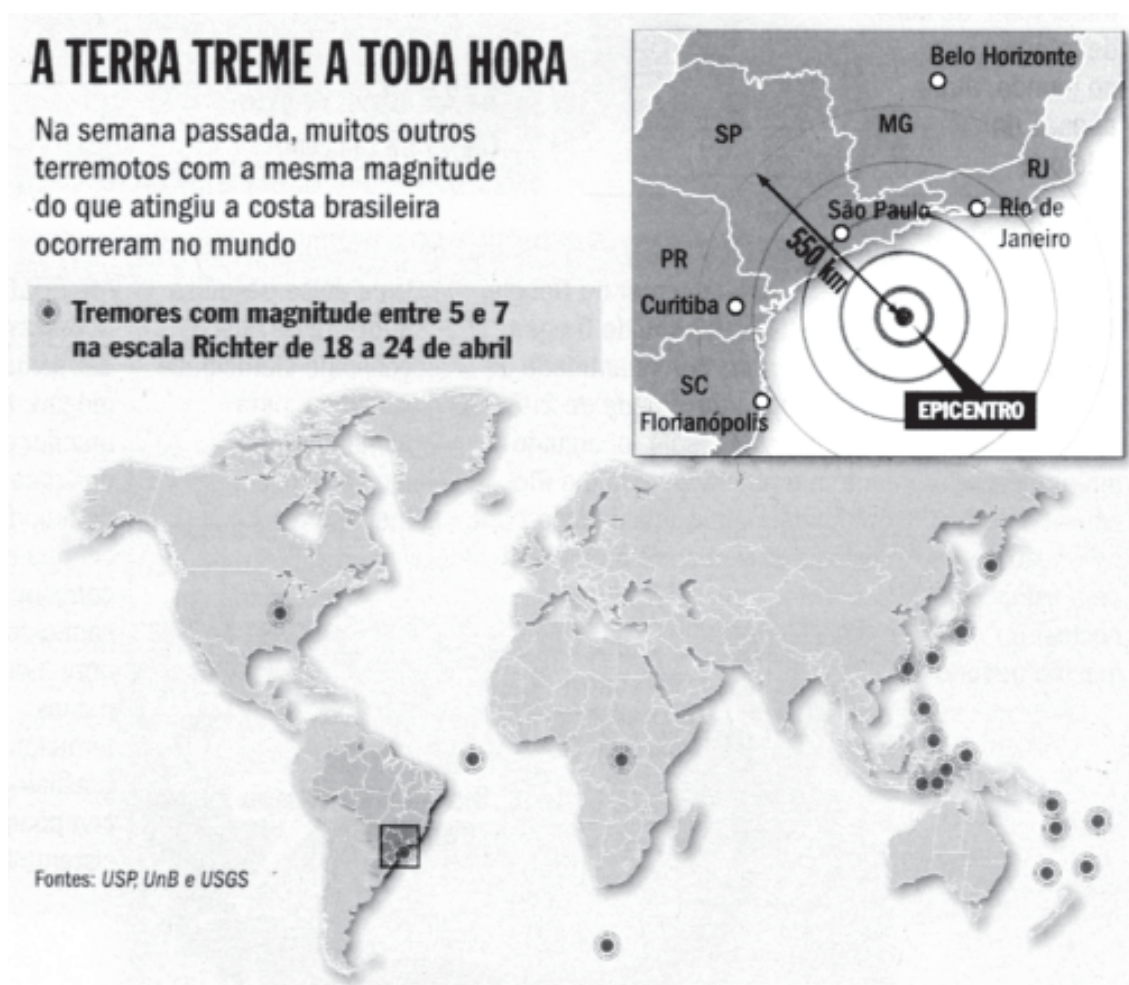 A TERRA TREME A TODA HORA
Na semana passada, muitos outros
terremotos com a mesma magnitude
do que atingiu a costa brasileira
ocorreram no mundo
Tremores com magnitude entre 5 e 7
na escala Richter de 18 a 24 de abril
Belo Horizonte
SP
MG
RJ
São Paulo
Rio de
Janeiro
550 km
PR
Curitiba
SC
Florianópolis
EPICENTRO
Fontes: USP, UnB e USGS